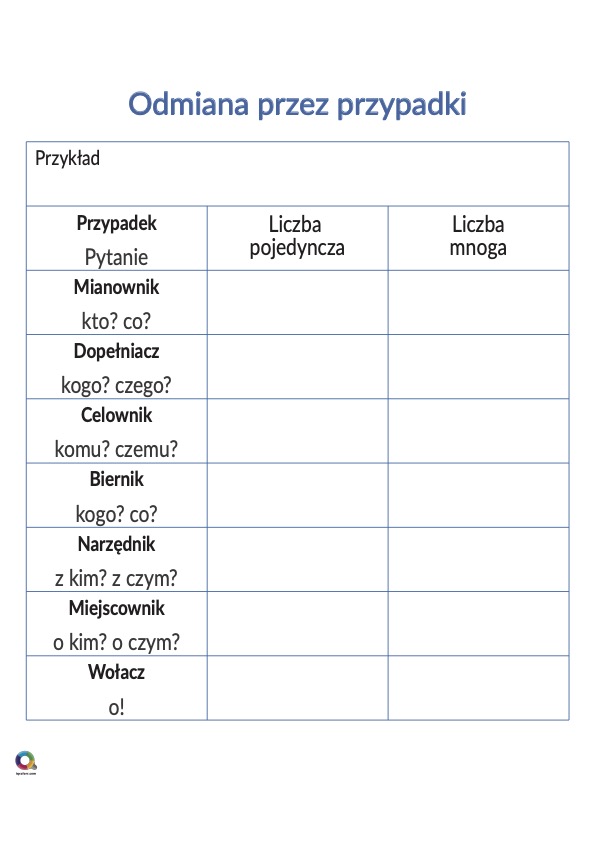 Odmiana przez przypadki
Przykład
Przypadek
Pytanie
Liczba
pojedyncza
Liczba
mnoga
Mianownik
kto? co?
Dopełniacz
kogo? czego?
Celownik
komu? czemu?
Biernik
kogo? co?
Narzędnik
z kim? z czym?
Miejscownik
o kim? o czym?
Wołacz
o!